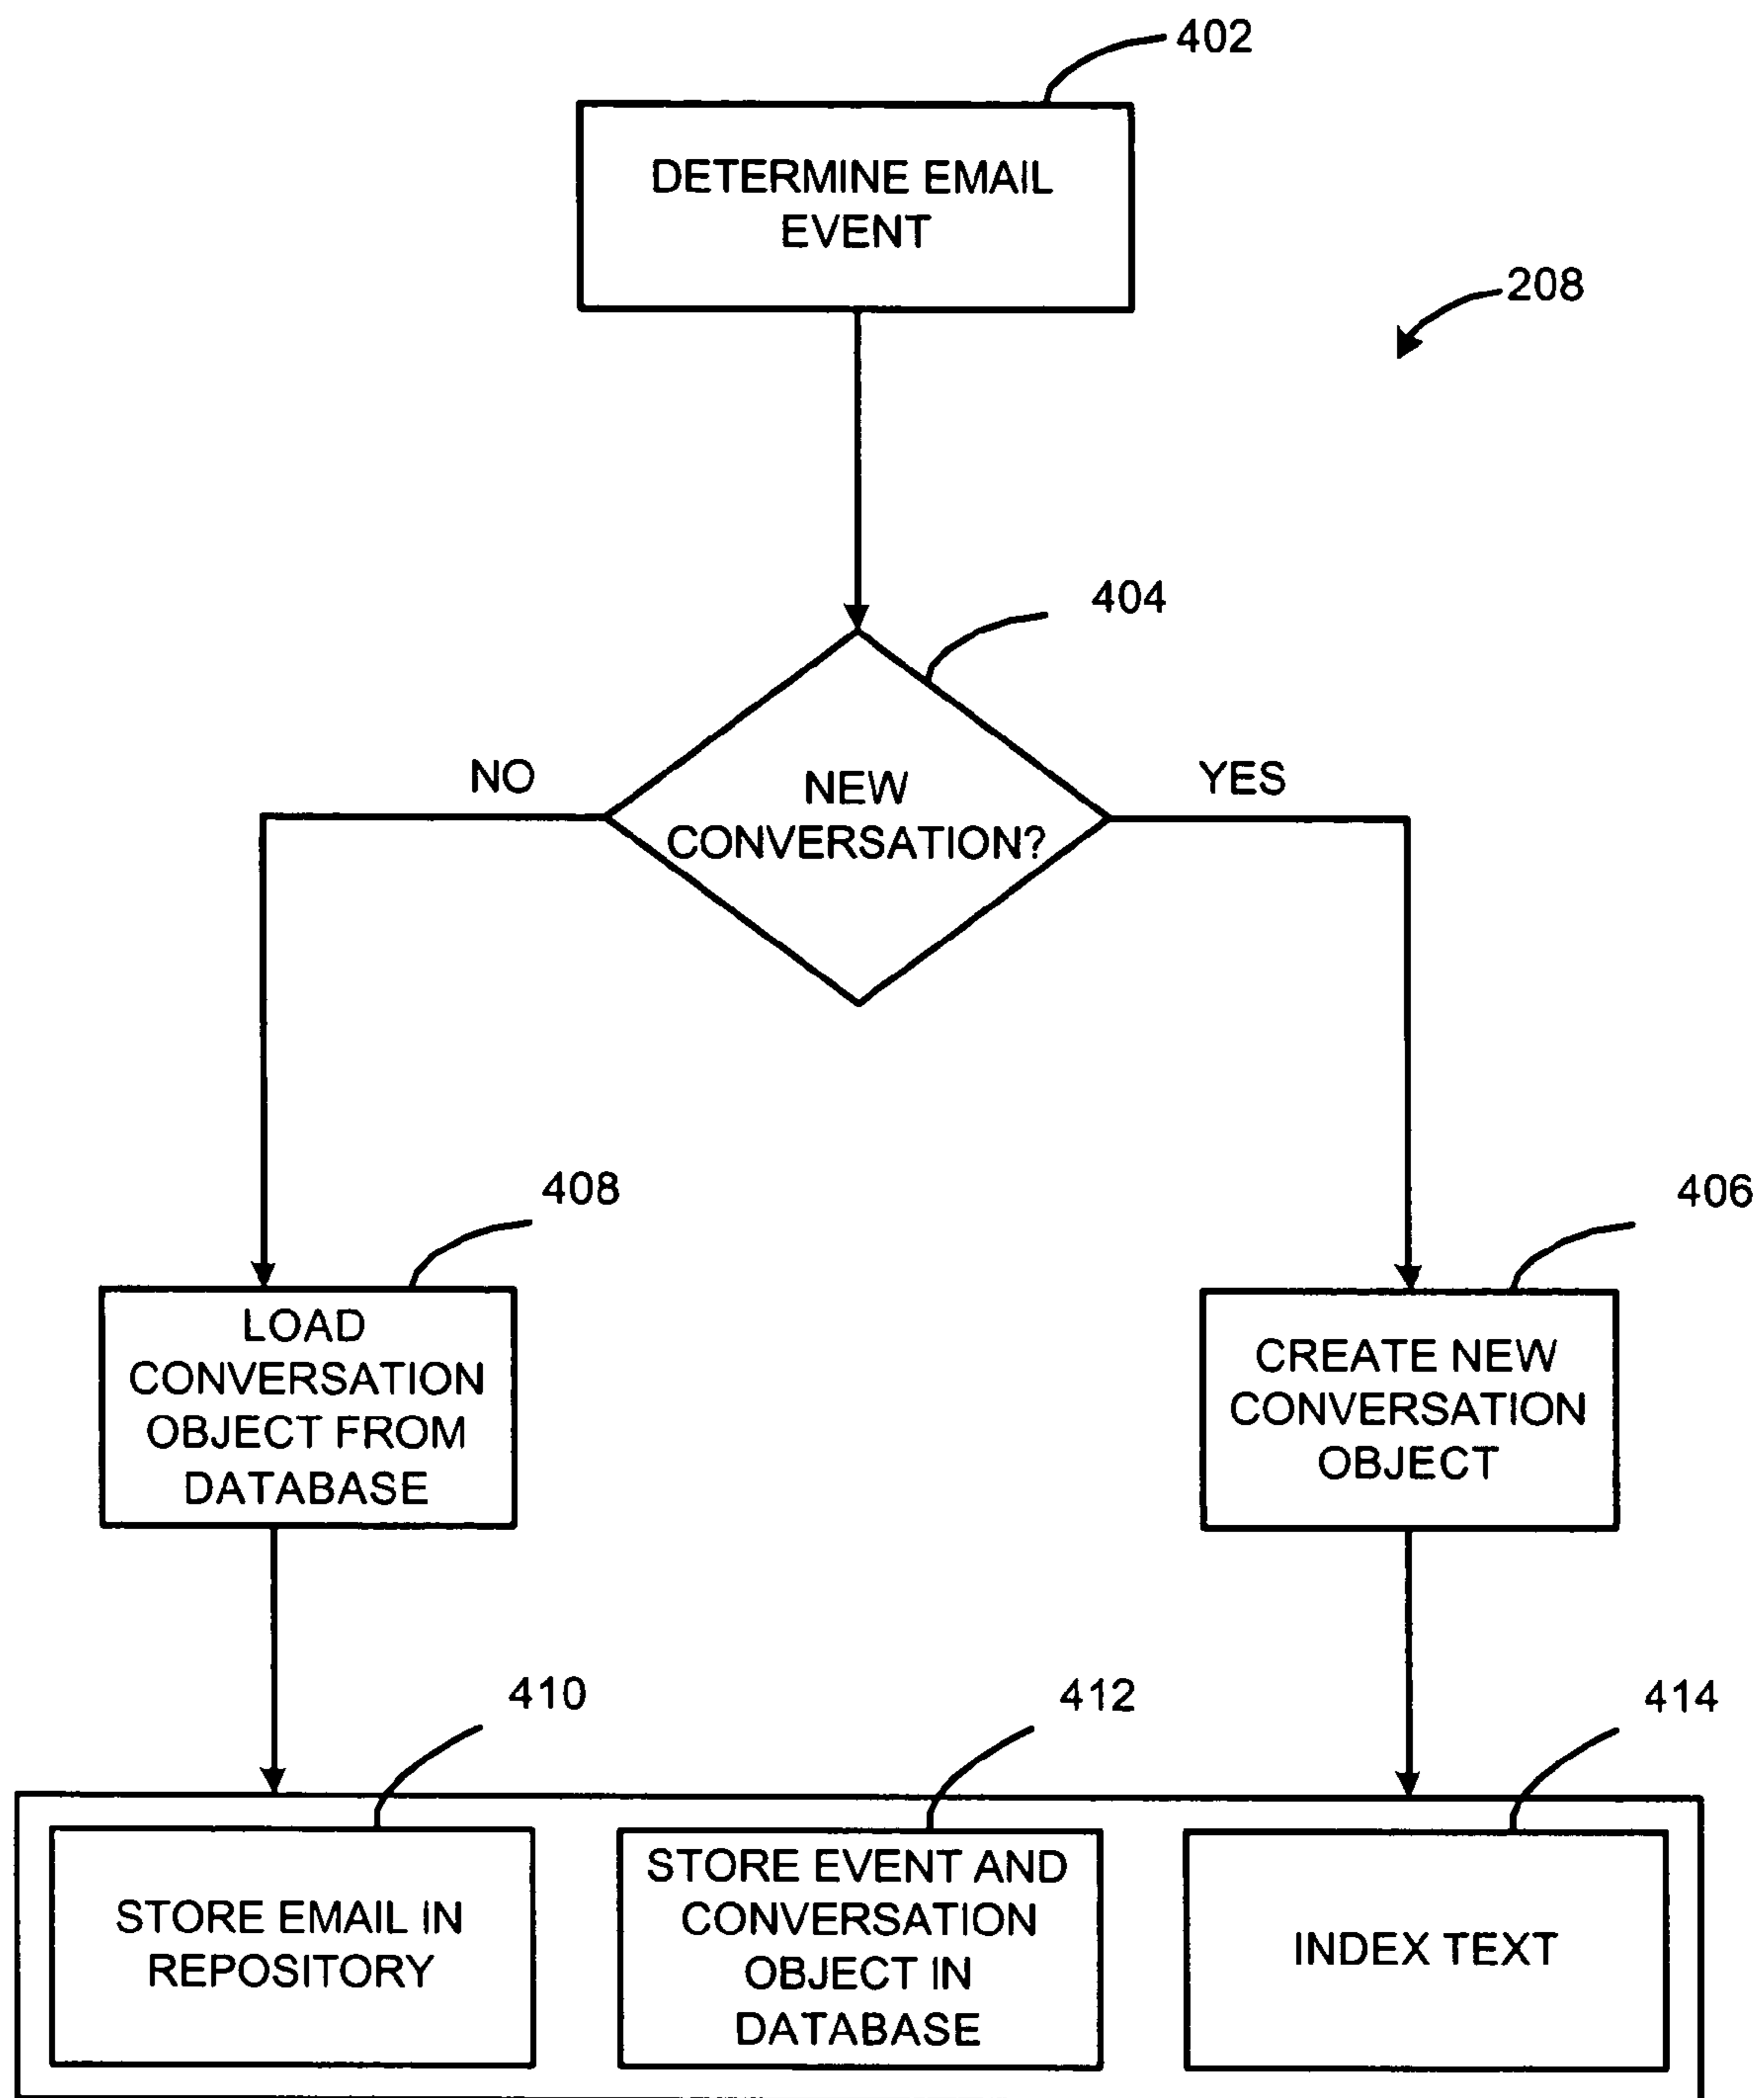 402
DETERMINE EMAIL
EVENT
208
404
NO
YES
NEW
CONVERSATION?
408
406
LOAD
CONVERSATION
OBJECT FROM
DATABASE
CREATE NEW
CONVERSATION
OBJECT
410
412
414
STORE EMAIL IN
REPOSITORY
STORE EVENT AND
CONVERSATION
OBJECT IN
DATABASE
INDEX TEXT